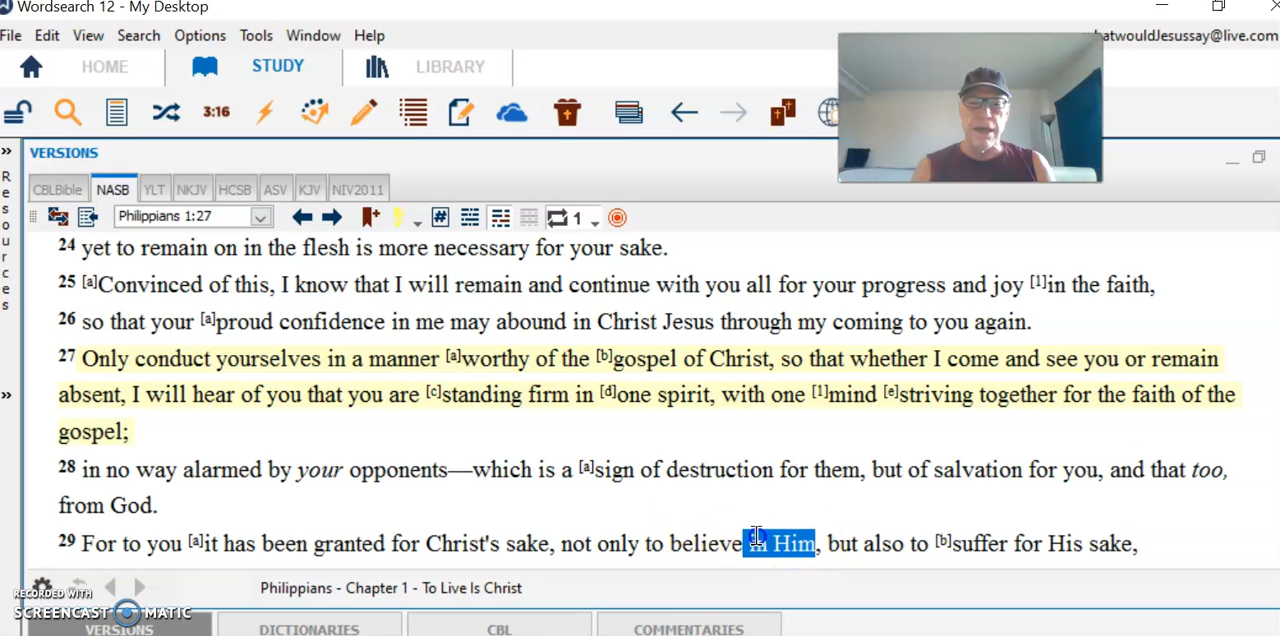 Wordsearch 12 - My Desktop
File Edit View Search Options Tools Window Help
hatwouldJesussay@live.com
HOME STUDY LIBRARY
3:16
VERSIONS
Resources
CBLBible NASB YLT NKJV HCSB ASV KJV NIV2011
Philippians 1:27
# 1
24 yet to remain on in the flesh is more necessary for your sake.
25 [a]Convinced of this, I know that I will remain and continue with you all for your progress and joy [1]in the faith,
26 so that your [a]proud confidence in me may abound in Christ Jesus through my coming to you again.
27 Only conduct yourselves in a manner [a]worthy of the [b]gospel of Christ, so that whether I come and see you or remain
absent, I will hear of you that you are [c]standing firm in [d]one spirit, with one [1]mind [e]striving together for the faith of the
gospel;
28 in no way alarmed by your opponents—which is a [a]sign of destruction for them, but of salvation for you, and that too,
from God.
29 For to you [a]it has been granted for Christ's sake, not only to believe in Him, but also to [b]suffer for His sake,
Philippians - Chapter 1 - To Live Is Christ
RECORDED WITH
SCREENCAST MATIC
VERSIONS DICTIONARIES CBL COMMENTARIES